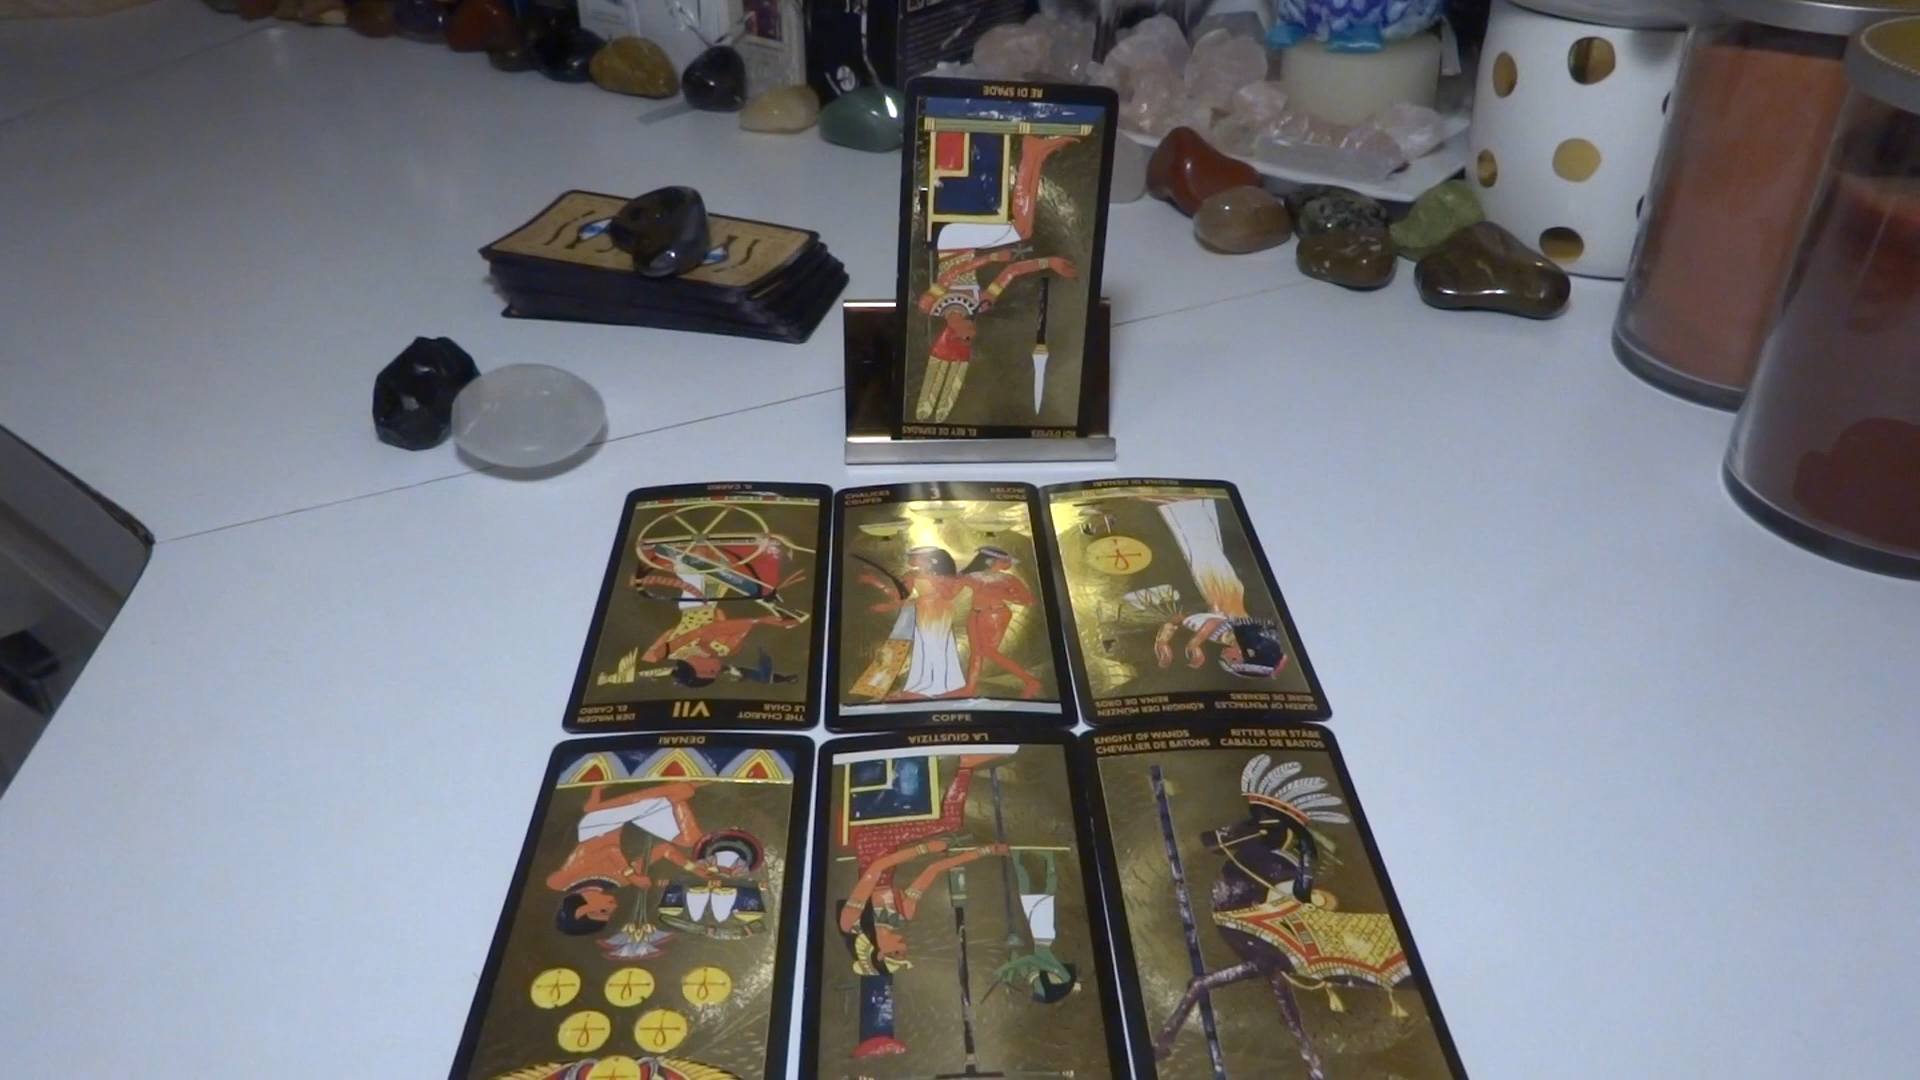 RE DI SPADE
EL REY DE ESPADAS
ROI D'EPEES
IL CARRO
VII
THE CHARIOT
LE CHAR
DER WAGEN
EL CARRO
CHALICES
COUPES
3
KELCHE
COPAS
COPPE
REGINA DI DENARI
QUEEN OF PENTACLES
REINE DE DENIERS
KÖNIGIN DER MÜNZEN
REINA DE OROS
DENARI
LA GIUSTIZIA
KNIGHT OF WANDS
CHEVALIER DE BATONS
RITTER DER STÄBE
CABALLO DE BASTOS